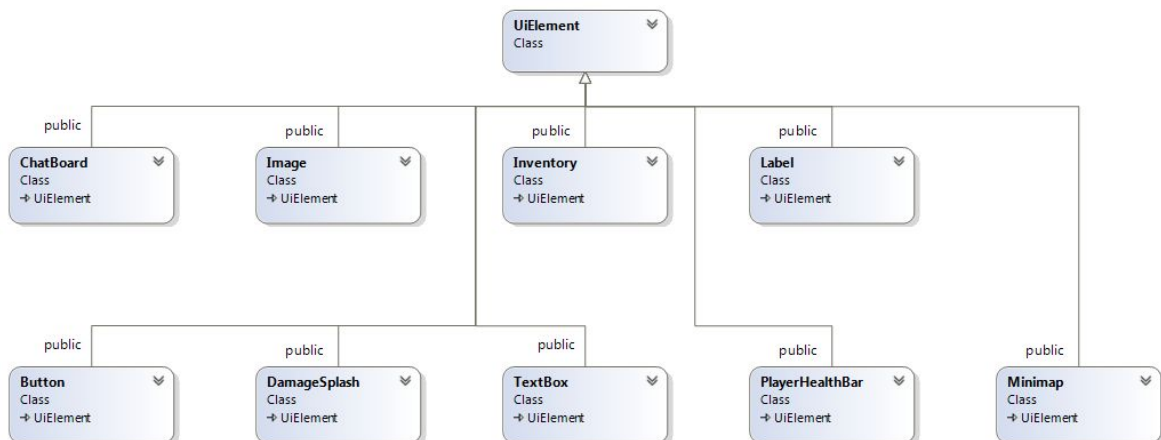 UiElement
Class
public
public
public
public
ChatBoard
Class
UiElement
Image
Class
UiElement
Inventory
Class
UiElement
Label
Class
UiElement
public
public
public
public
public
Button
Class
UiElement
DamageSplash
Class
UiElement
TextBox
Class
UiElement
PlayerHealthBar
Class
UiElement
Minimap
Class
UiElement